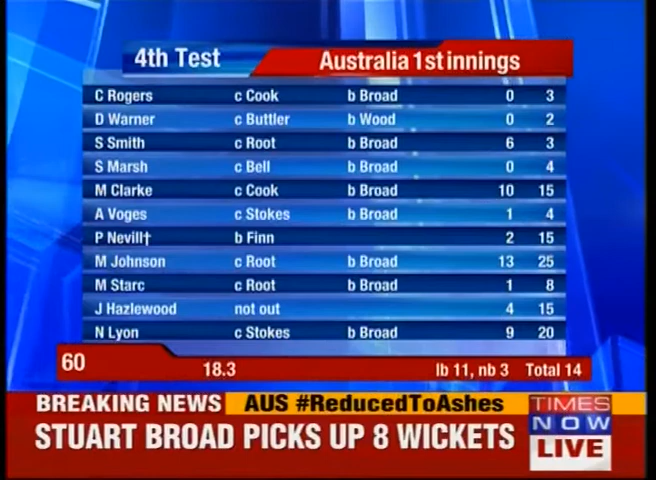 4th Test Australia 1st innings
C Rogers c Cook b Broad 0 3
D Warner c Buttler b Wood 0 2
S Smith c Root b Broad 6 3
S Marsh c Bell b Broad 0 4
M Clarke c Cook b Broad 10 15
A Voges c Stokes b Broad 1 4
P Nevill† b Finn 2 15
M Johnson c Root b Broad 13 25
M Starc c Root b Broad 1 8
J Hazlewood not out 4 15
N Lyon c Stokes b Broad 9 20
60 18.3 lb 11, nb 3 Total 14
BREAKING NEWS AUS #ReducedToAshes
STUART BROAD PICKS UP 8 WICKETS
TIMES
NOW
LIVE